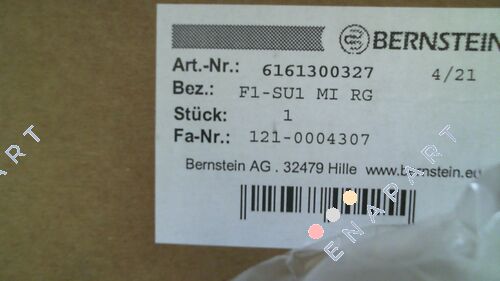 BERNSTEIN
Art.-Nr.: 6161300327 4/21
Bez.: F1-SU1 MI RG
Stück: 1
Fa-Nr.: 121-0004307
Bernstein AG . 32479 Hille www.bernstein.eu
ENAPART